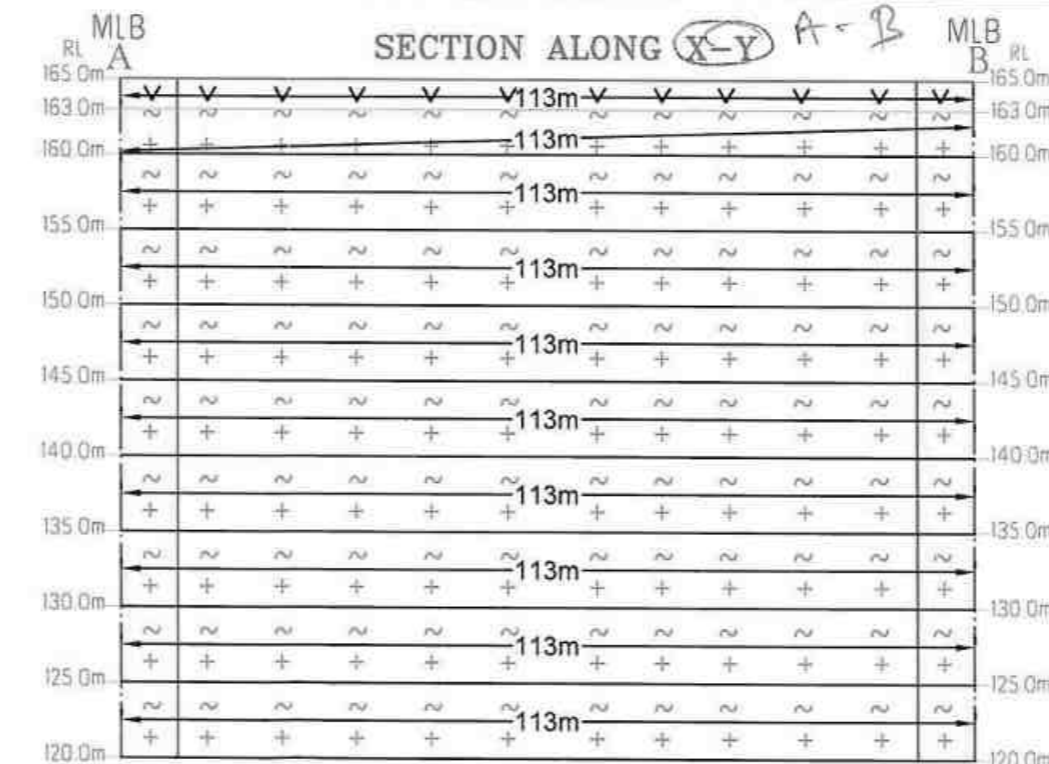 MLB MLB
SECTION ALONG X-Y A - B
RL A B RL
165.0m 165.0m
113m
163.0m 163.0m
113m
160.0m 160.0m
113m
155.0m 155.0m
113m
150.0m 150.0m
113m
145.0m 145.0m
113m
140.0m 140.0m
113m
135.0m 135.0m
113m
130.0m 130.0m
113m
125.0m 125.0m
113m
120.0m 120.0m